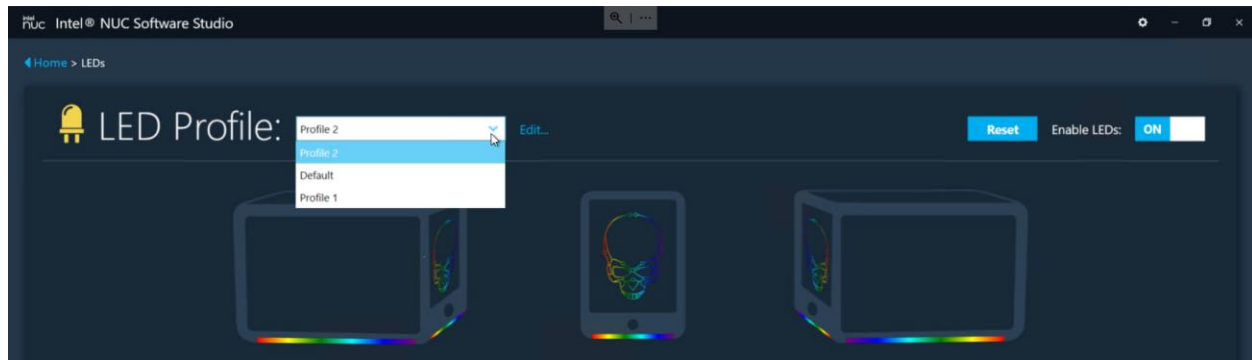 intel nuc Intel® NUC Software Studio
Home > LEDs
LED Profile: Profile 2 Edit... Reset Enable LEDs: ON
Profile 2
Default
Profile 1